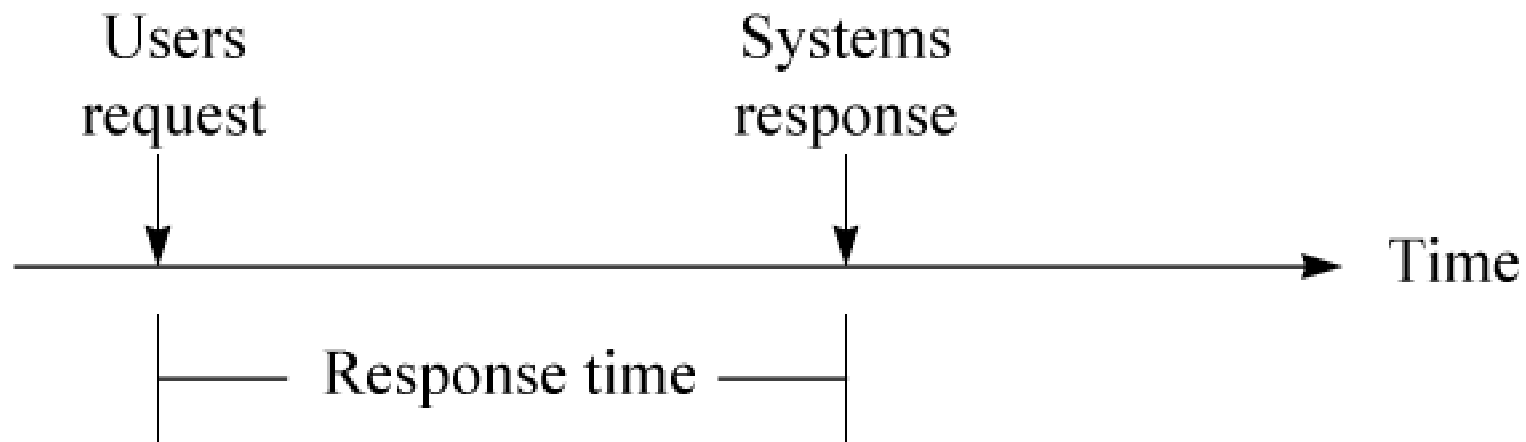 Users
request
Systems
response
Time
Response time